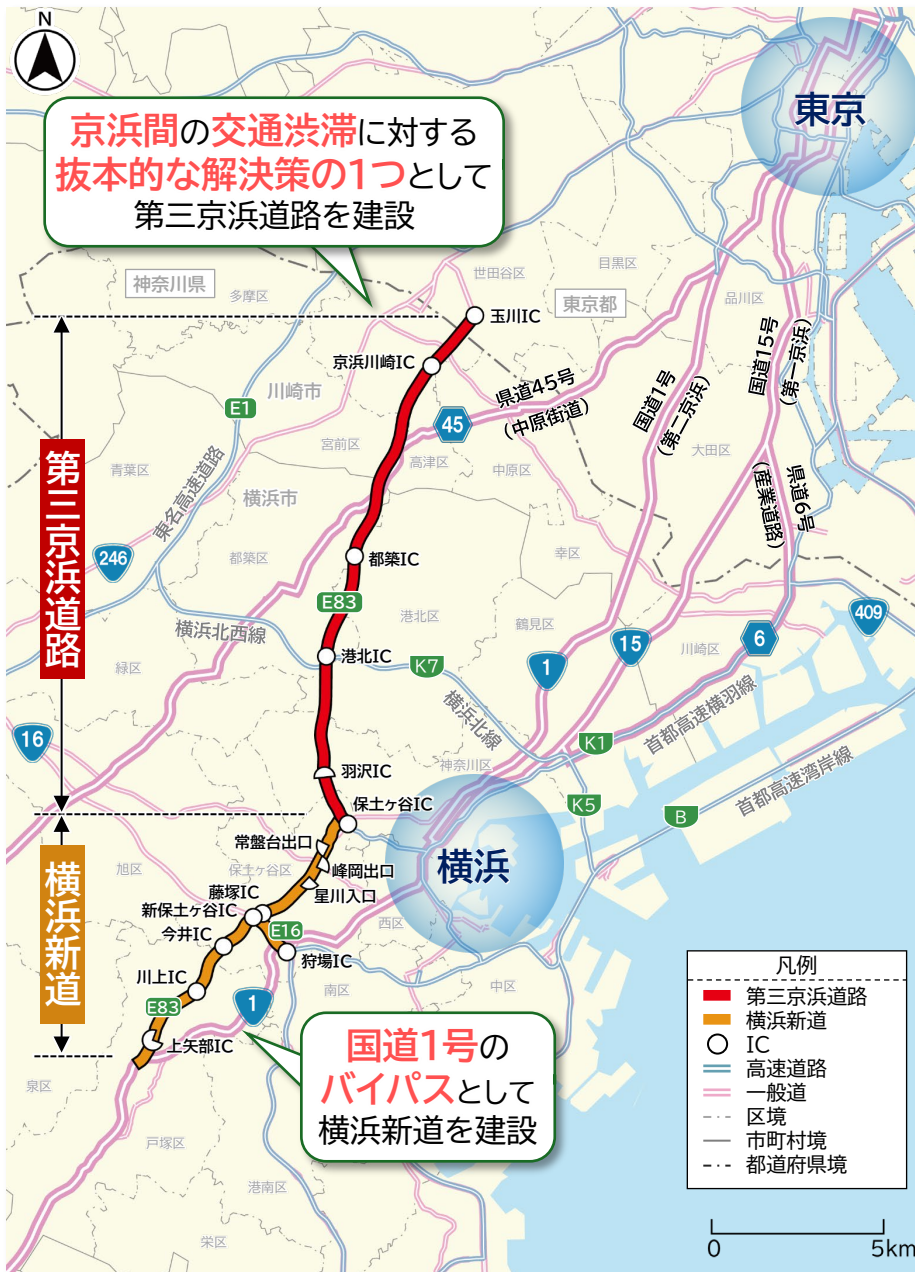 N
東京
京浜間の交通渋滞に対する
抜本的な解決策の1つとして
第三京浜道路を建設
世田谷区
目黒区
神奈川県
多摩区
東京都
品川区
玉川IC
京浜川崎IC
川崎市
E1
県道45号
(中原街道)
国道1号
(第二京浜)
国道15号
(第一京浜)
45
宮前区
高津区
中原区
大田区
青葉区
東名高速道路
横浜市
県道6号
(産業道路)
第三京浜道路
246
都築区
都築IC
幸区
E83
港北区
横浜北西線
鶴見区
409
緑区
港北IC
K7
1
15
川崎区
6
横浜北線
16
K1
首都高速横羽線
羽沢IC
神奈川区
首都高速湾岸線
保土ヶ谷IC
K5
B
常盤台出口
横浜
旭区
保土ヶ谷区
峰岡出口
横浜新道
藤塚IC
星川入口
新保土ヶ谷IC
西区
E16
今井IC
狩場IC
川上IC
南区
中区
E83
1
上矢部IC
国道1号の
バイパスとして
横浜新道を建設
泉区
戸塚区
港南区
栄区
凡例
第三京浜道路
横浜新道
IC
高速道路
一般道
区境
市町村境
都道府県境
0
5km